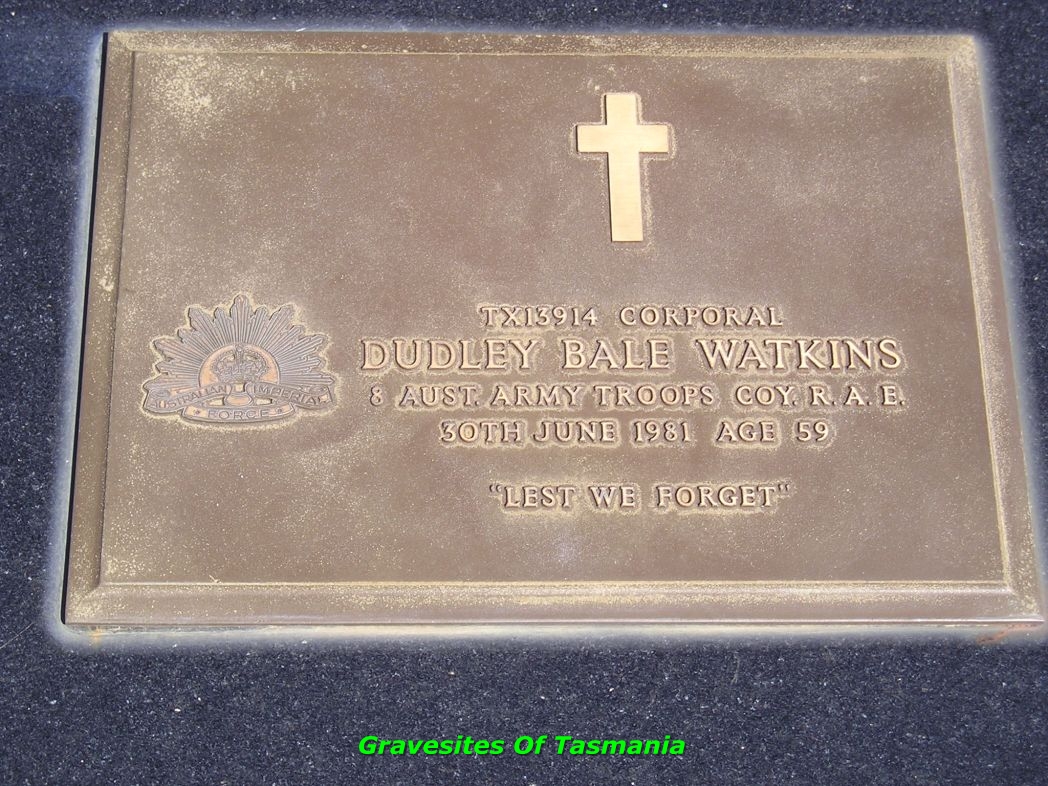 TX13914 CORPORAL
DUDLEY BALE WATKINS
8 AUST. ARMY TROOPS COY. R. A. E.
30TH JUNE 1981 AGE 59
AUSTRALIAN IMPERIAL
FORCE
"LEST WE FORGET"
Gravesites Of Tasmania